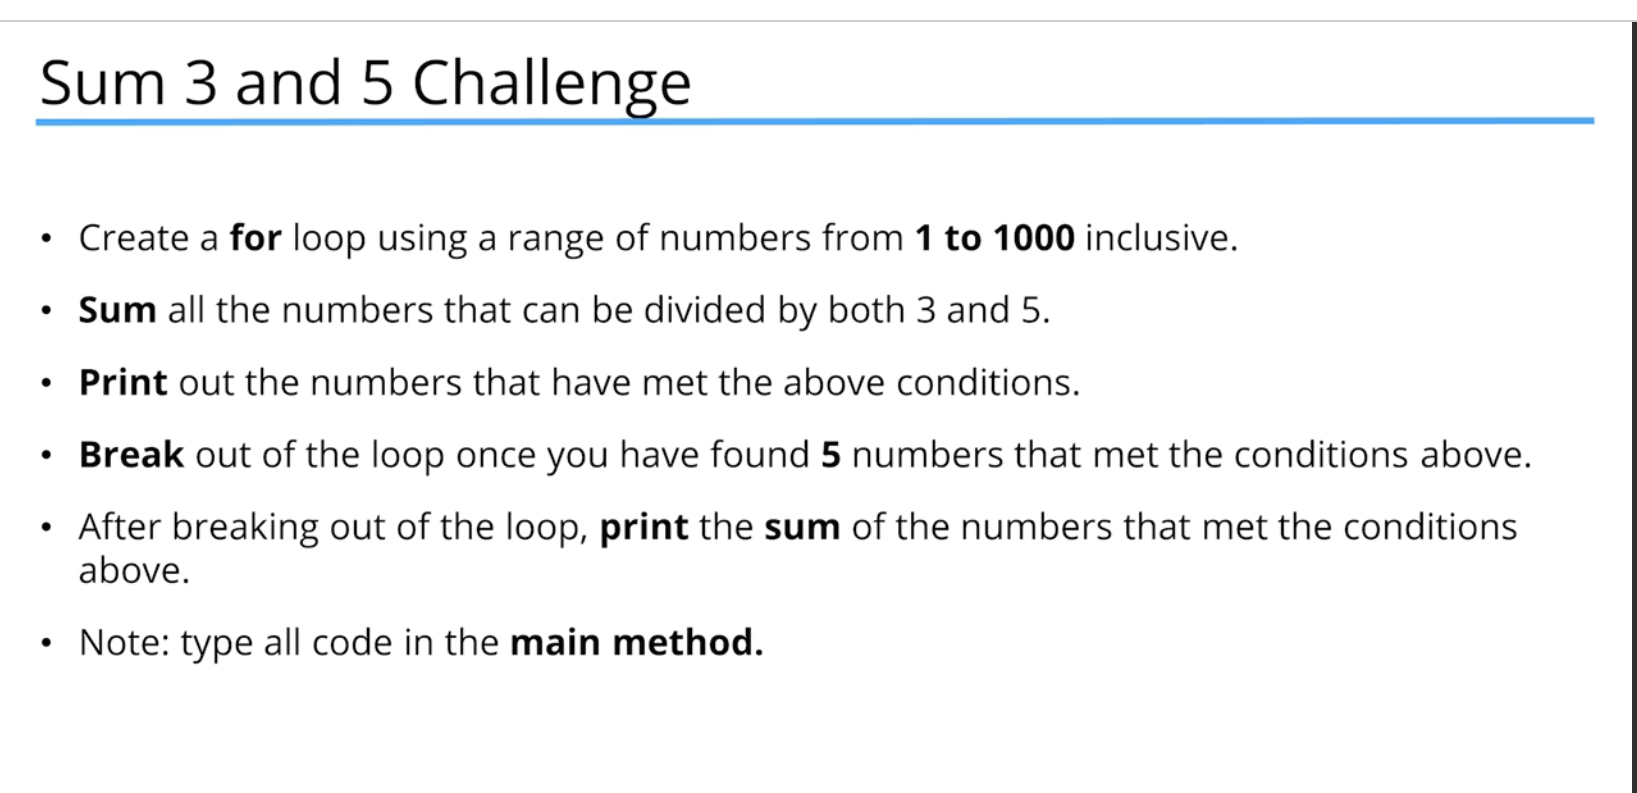 Sum 3 and 5 Challenge
• Create a for loop using a range of numbers from 1 to 1000 inclusive.
• Sum all the numbers that can be divided by both 3 and 5.
• Print out the numbers that have met the above conditions.
• Break out of the loop once you have found 5 numbers that met the conditions above.
• After breaking out of the loop, print the sum of the numbers that met the conditions
above.
• Note: type all code in the main method.